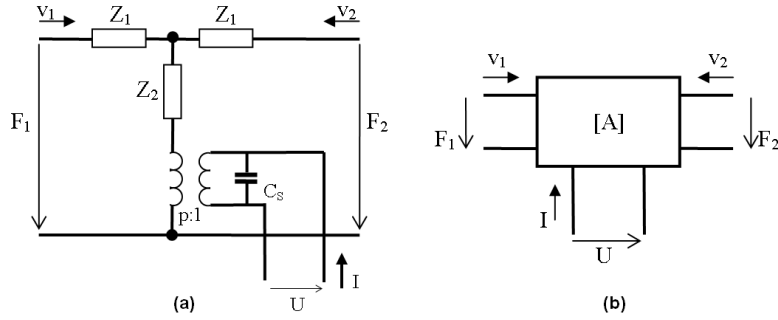 v₁ Z₁ Z₁ v₂
Z₂
F₁ F₂
p:1 Cₛ
I
U
(a)
v₁ v₂
F₁ [A] F₂
I
U
(b)